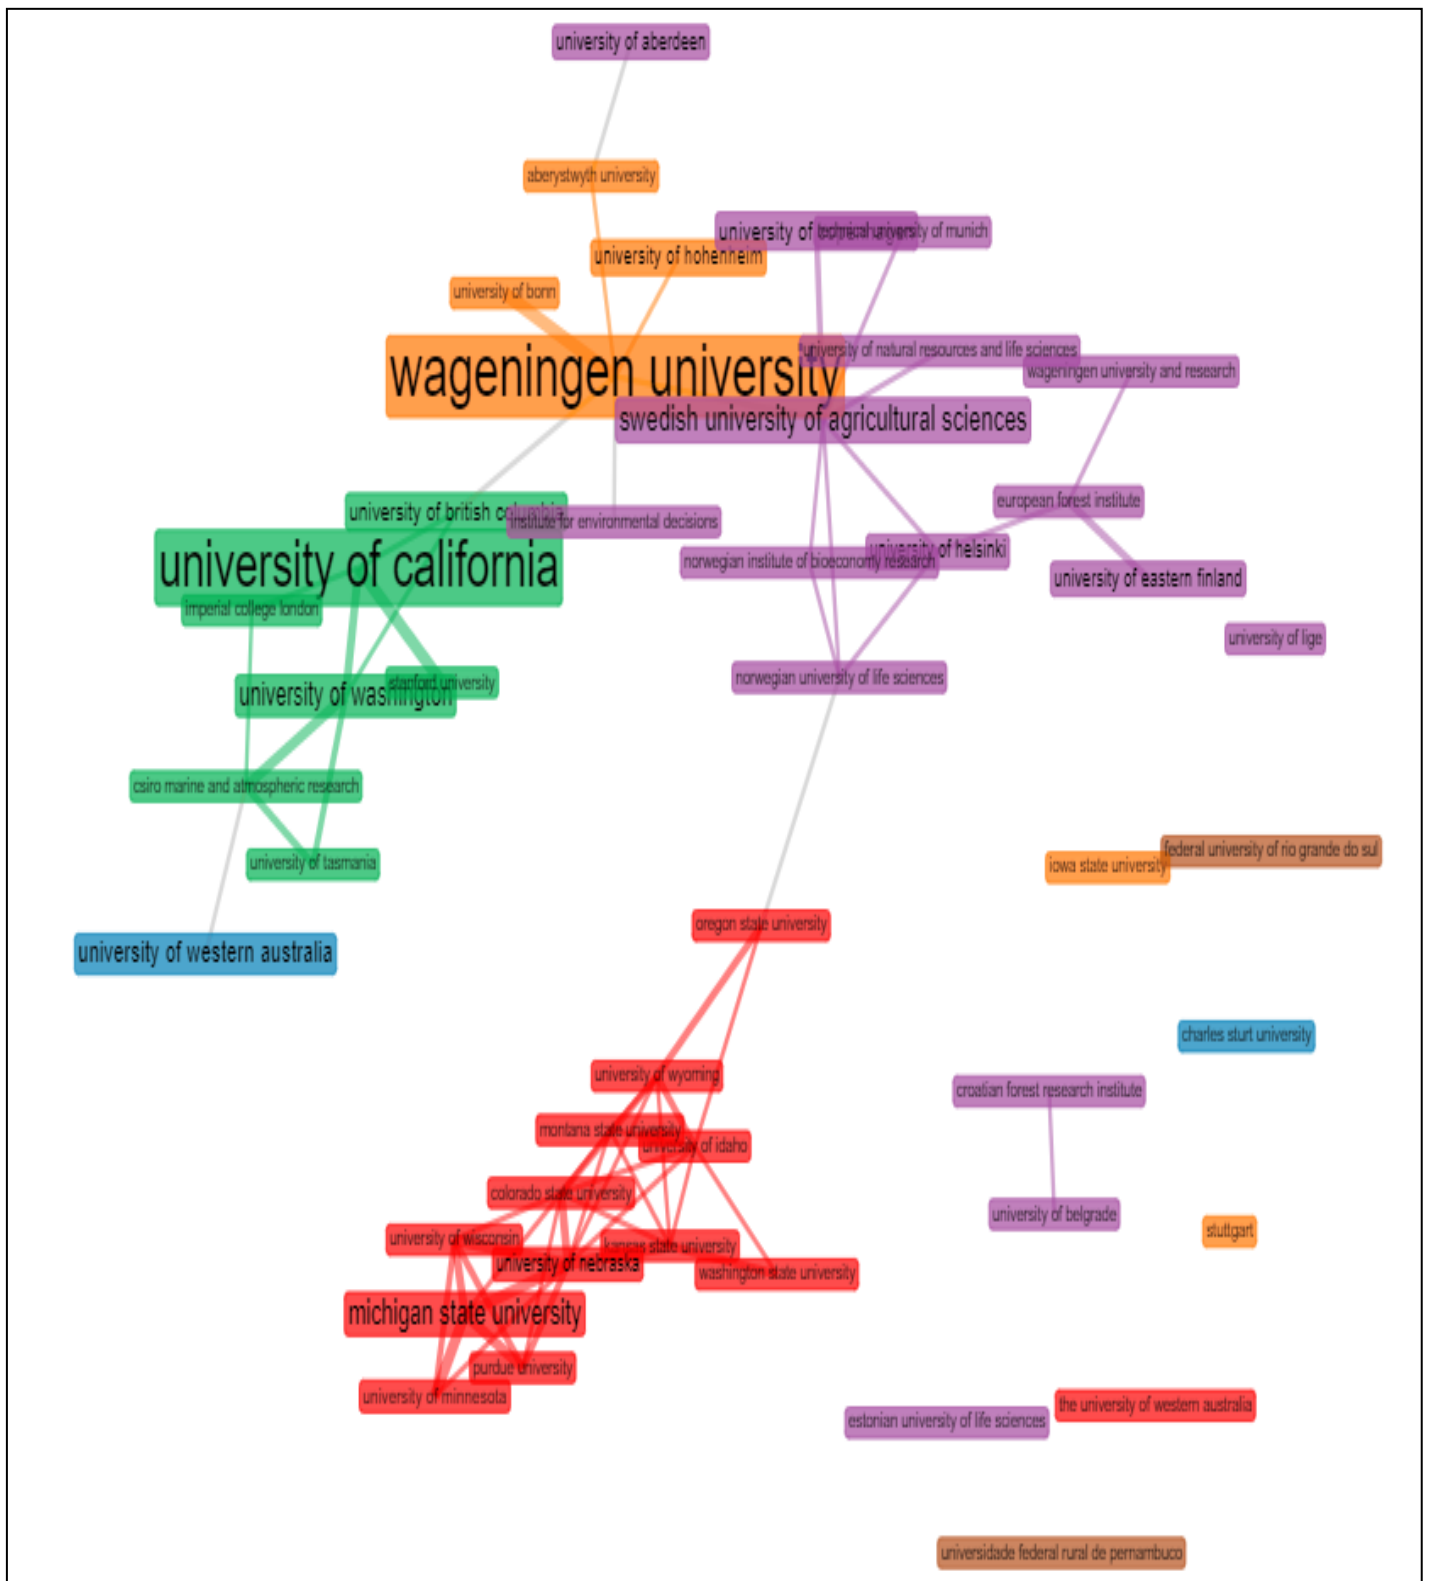 university of aberdeen
aberystwyth university
university of
technical university of munich
university of hohenheim
university of bonn
university of natural resources and life sciences
wageningen university
wageningen university and research
swedish university of agricultural sciences
european forest institute
university of british columbia
institute for environmental decisions
university of helsinki
norwegian institute of bioeconomy research
university of california
university of eastern finland
imperial college london
university of lige
norwegian university of life sciences
stanford university
university of washington
csiro marine and atmospheric research
federal university of rio grande do sul
university of tasmania
iowa state university
oregon state university
university of western australia
charles sturt university
university of wyoming
croatian forest research institute
montana state university
university of idaho
colorado state university
university of belgrade
stuttgart
university of wisconsin
kansas state university
university of nebraska
washington state university
michigan state university
purdue university
university of minnesota
the university of western australia
estonian university of life sciences
universidade federal rural de pernambuco